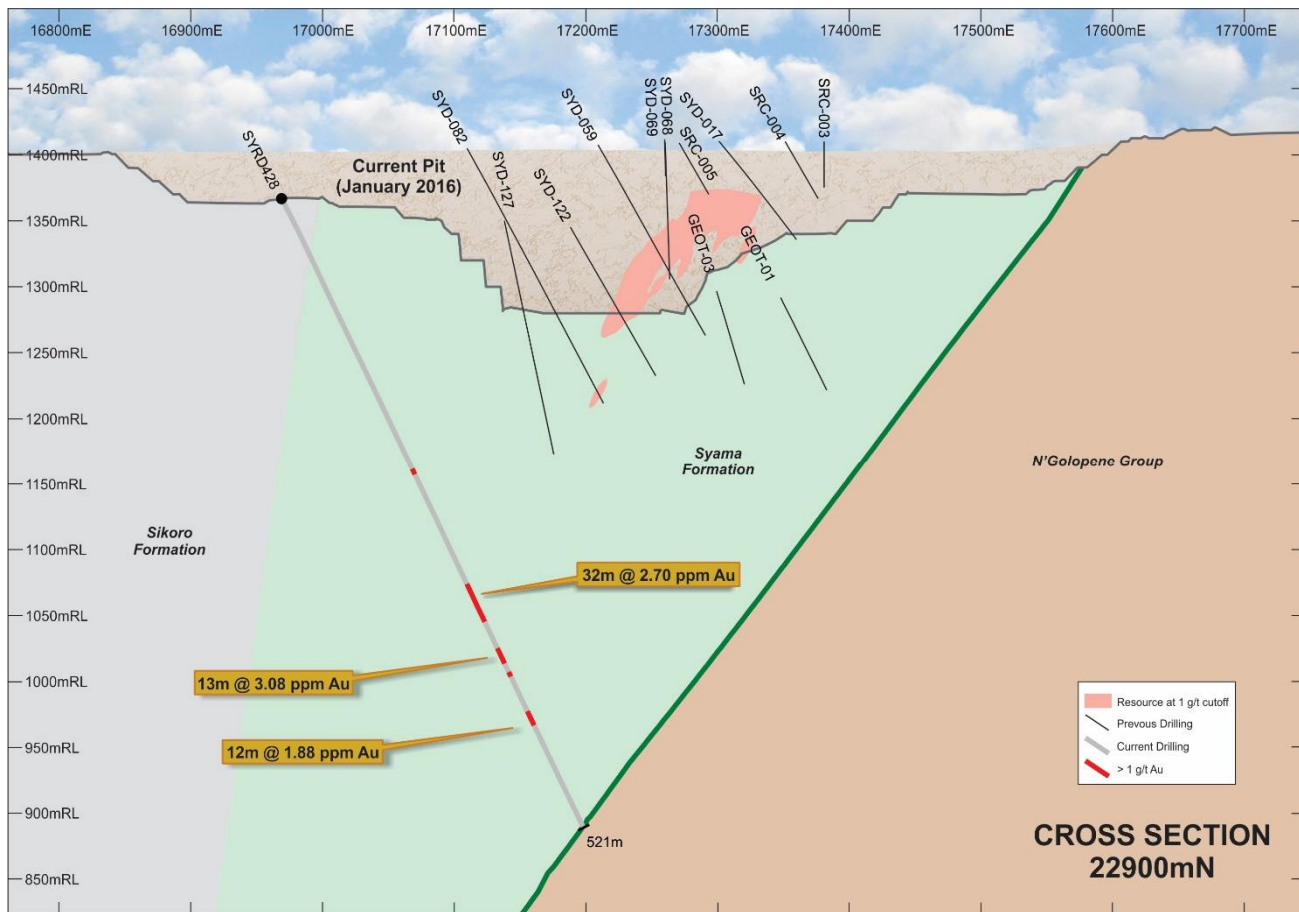 16800mE
16900mE
17000mE
17100mE
17200mE
17300mE
17400mE
17500mE
17600mE
17700mE
1450mRL
1400mRL
1350mRL
1300mRL
1250mRL
1200mRL
1150mRL
1100mRL
1050mRL
1000mRL
950mRL
900mRL
850mRL
SYRD428
Current Pit
(January 2016)
SYD-082
SYD-127
SYD-122
SYD-059
SYD-069
SYD-068
SRC-005
SYD-017
SRC-004
SRC-003
GEOT-03
GEOT-01
Syama
Formation
N'Golopene Group
Sikoro
Formation
32m @ 2.70 ppm Au
13m @ 3.08 ppm Au
12m @ 1.88 ppm Au
521m
Resource at 1 g/t cutoff
Prevous Drilling
Current Drilling
> 1 g/t Au
CROSS SECTION
22900mN